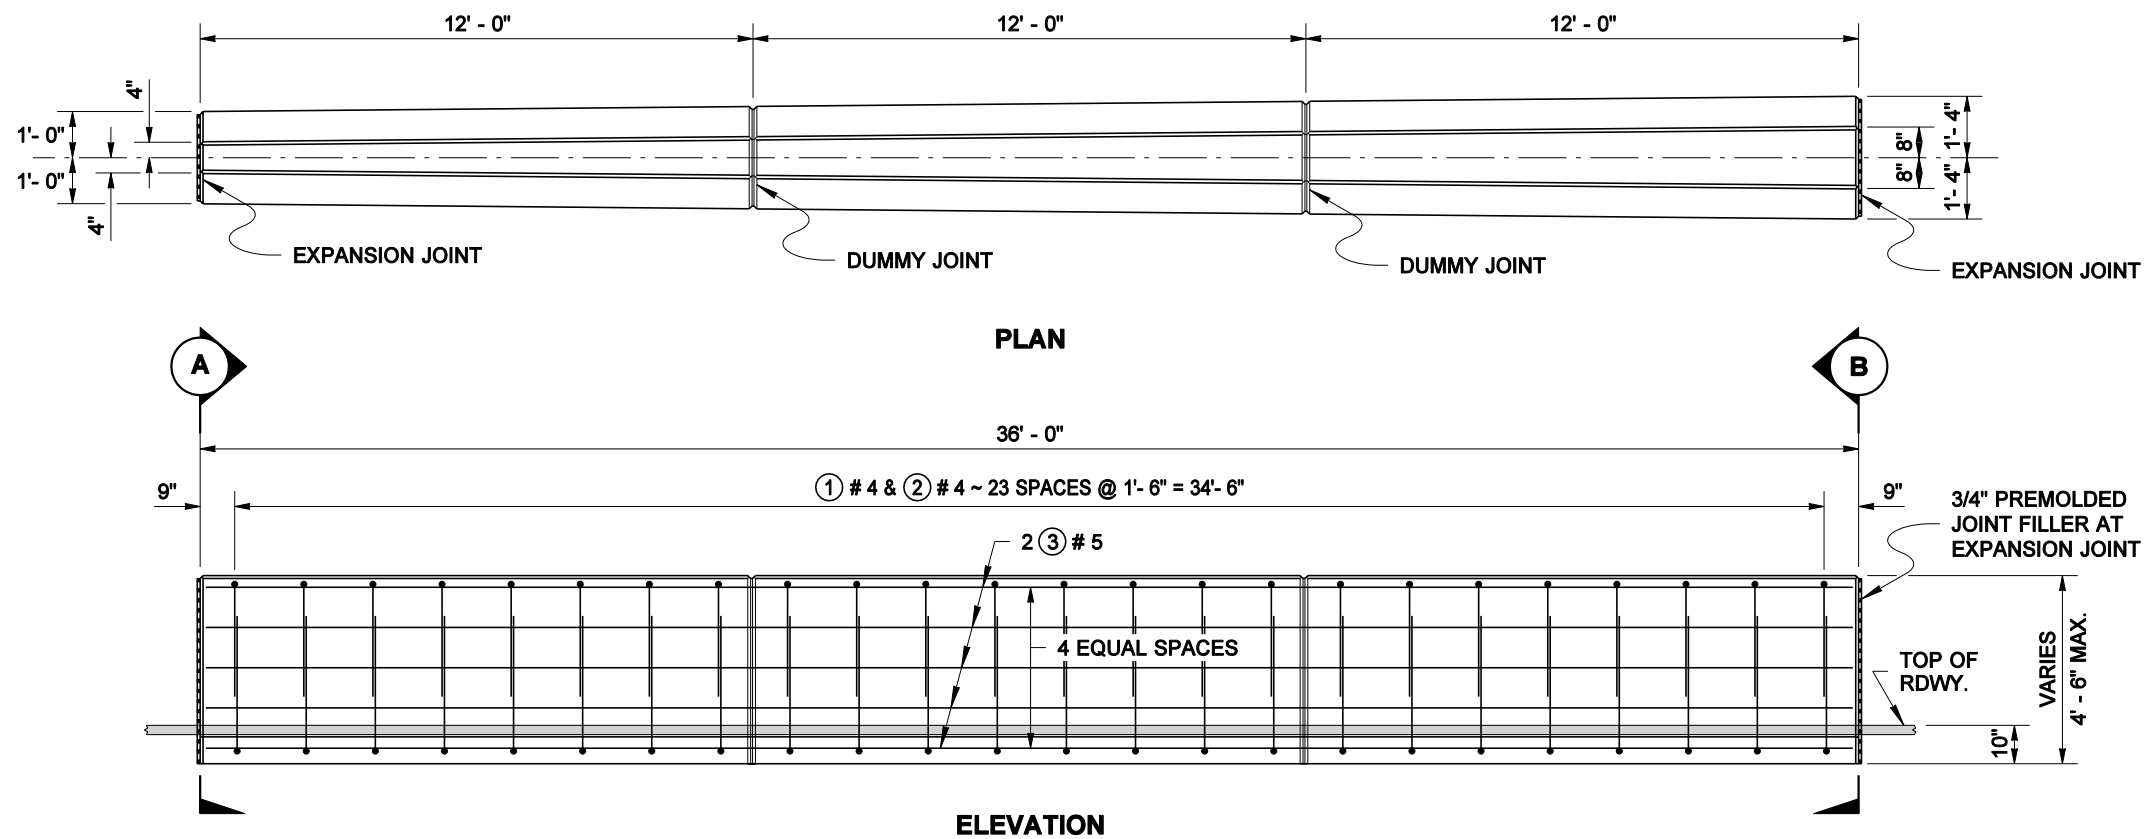 12' - 0"
12' - 0"
12' - 0"
4"
1'- 0"
1'- 0"
4"
8"
8"
1'- 4"
1'- 4"
EXPANSION JOINT
DUMMY JOINT
DUMMY JOINT
EXPANSION JOINT
PLAN
A
B
36' - 0"
9"
1 # 4 & 2 # 4 ~ 23 SPACES @ 1'- 6" = 34'- 6"
9"
3/4" PREMOLDED
JOINT FILLER AT
EXPANSION JOINT
2 3 # 5
4 EQUAL SPACES
TOP OF
RDWY.
VARIES
4' - 6" MAX.
10"
ELEVATION